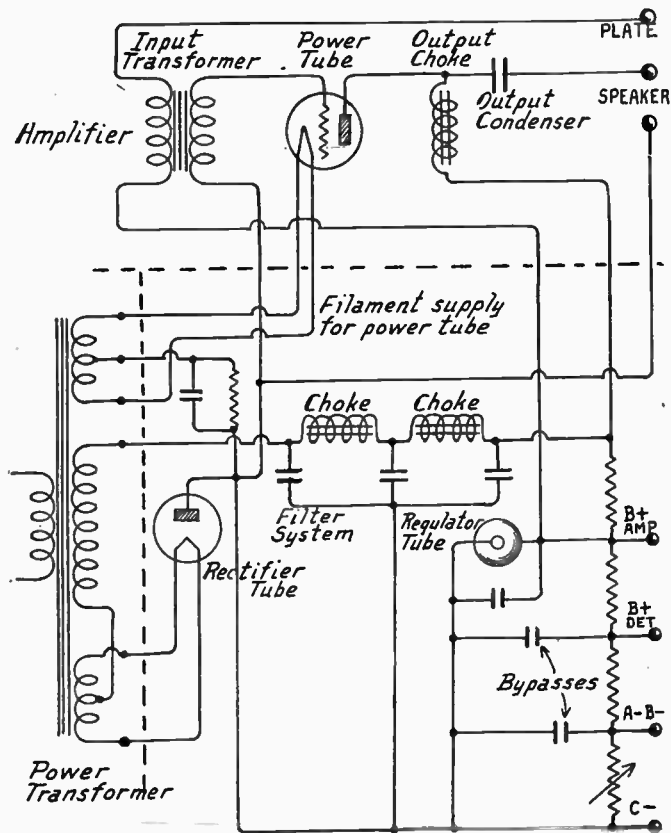 PLATE
Input
Transformer
Power
Tube
Output
Choke
SPEAKER
Output
Condenser
Amplifier
Filament supply
for power tube
Choke
Choke
Filter
System
Regulator
Tube
B+
AMP
Rectifier
Tube
B+
DET
Bypasses
A-B-
Power
Transformer
C-